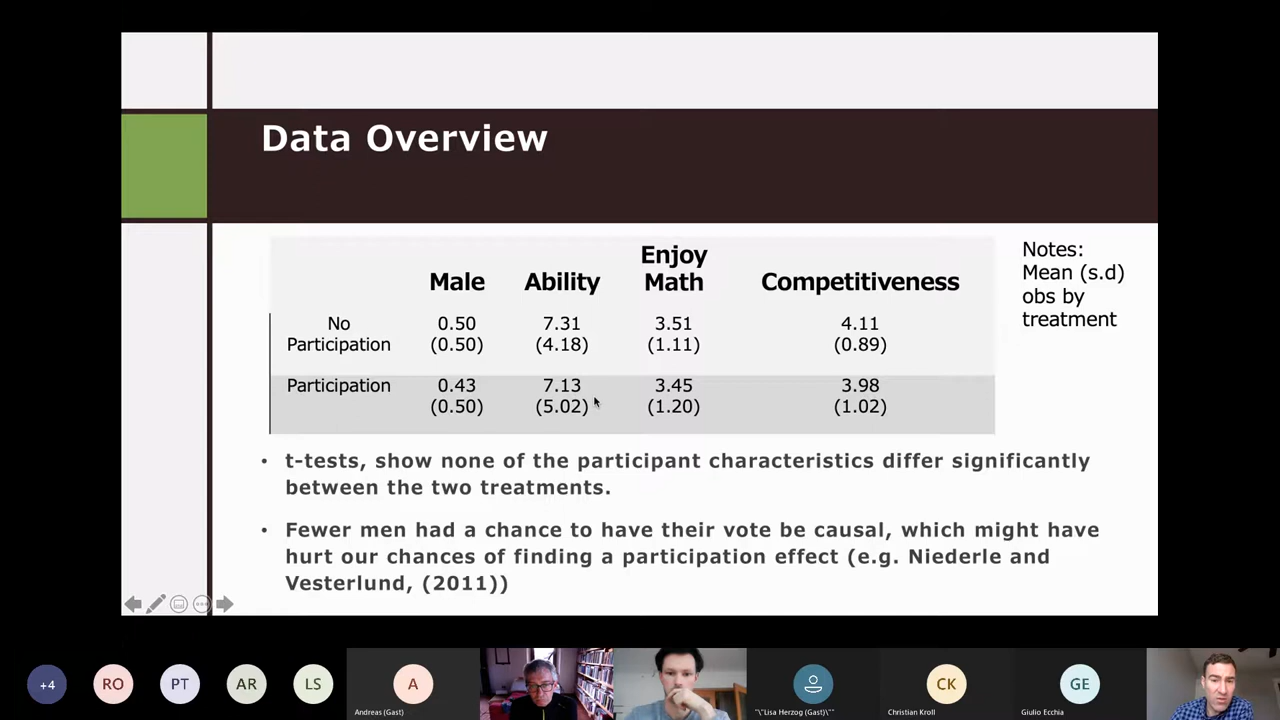 Data Overview
Male Ability Enjoy Math Competitiveness
No Participation 0.50 (0.50) 7.31 (4.18) 3.51 (1.11) 4.11 (0.89)
Participation 0.43 (0.50) 7.13 (5.02) 3.45 (1.20) 3.98 (1.02)
Notes:
Mean (s.d)
obs by
treatment
• t-tests, show none of the participant characteristics differ significantly
between the two treatments.
• Fewer men had a chance to have their vote be causal, which might have
hurt our chances of finding a participation effect (e.g. Niederle and
Vesterlund, (2011))
+4 RO PT AR LS A CK GE
Andreas (Gast) "\"Lisa Herzog (Gast)\"" Christian Kroll Giulio Ecchia